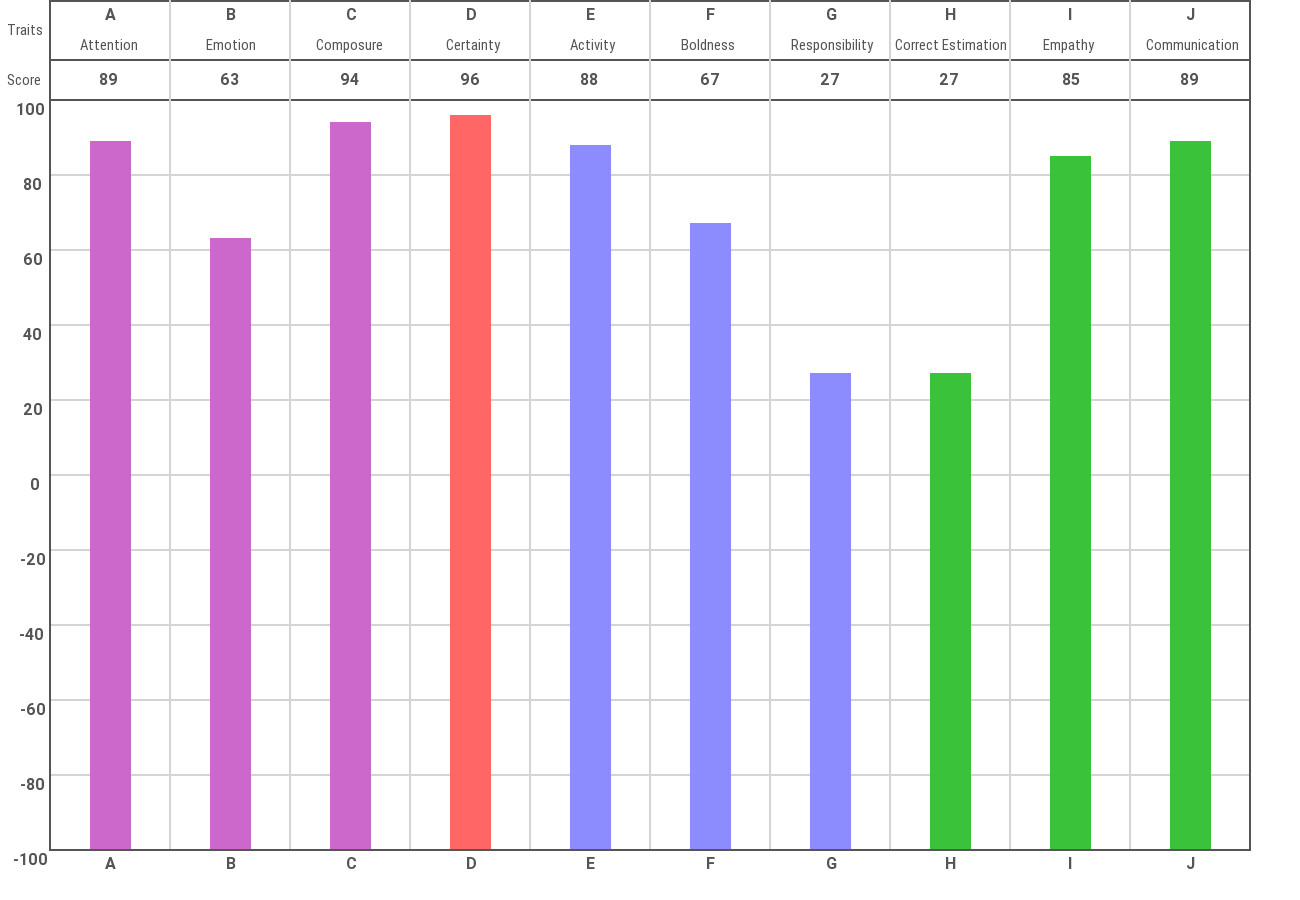 Traits A B C D E F G H I J
Attention Emotion Composure Certainty Activity Boldness Responsibility Correct Estimation Empathy Communication
Score 89 63 94 96 88 67 27 27 85 89
100
80
60
40
20
0
-20
-40
-60
-80
-100
A B C D E F G H I J